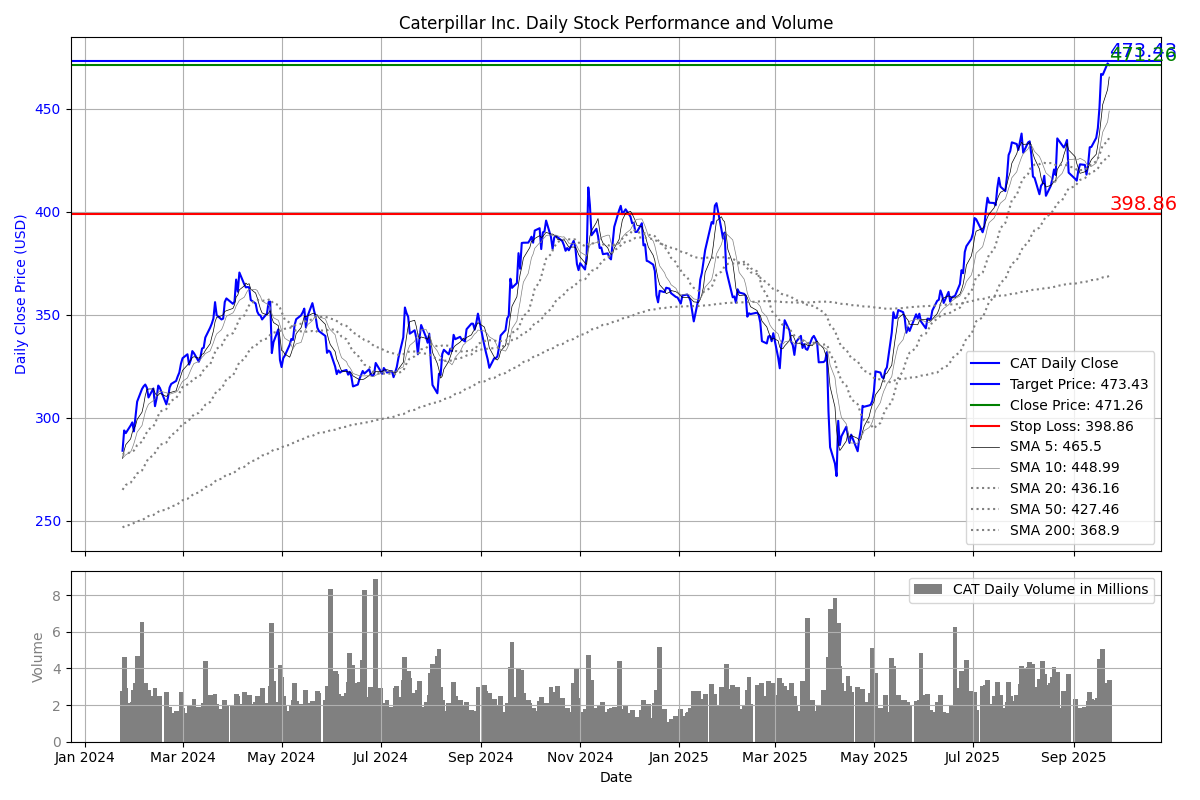 Caterpillar Inc. Daily Stock Performance and Volume
473.43
471.26
450
400
398.86
350
300
250
Daily Close Price (USD)
CAT Daily Close
Target Price: 473.43
Close Price: 471.26
Stop Loss: 398.86
SMA 5: 465.5
SMA 10: 448.99
SMA 20: 436.16
SMA 50: 427.46
SMA 200: 368.9
CAT Daily Volume in Millions
8
6
4
2
0
Volume
Jan 2024 Mar 2024 May 2024 Jul 2024 Sep 2024 Nov 2024 Jan 2025 Mar 2025 May 2025 Jul 2025 Sep 2025
Date